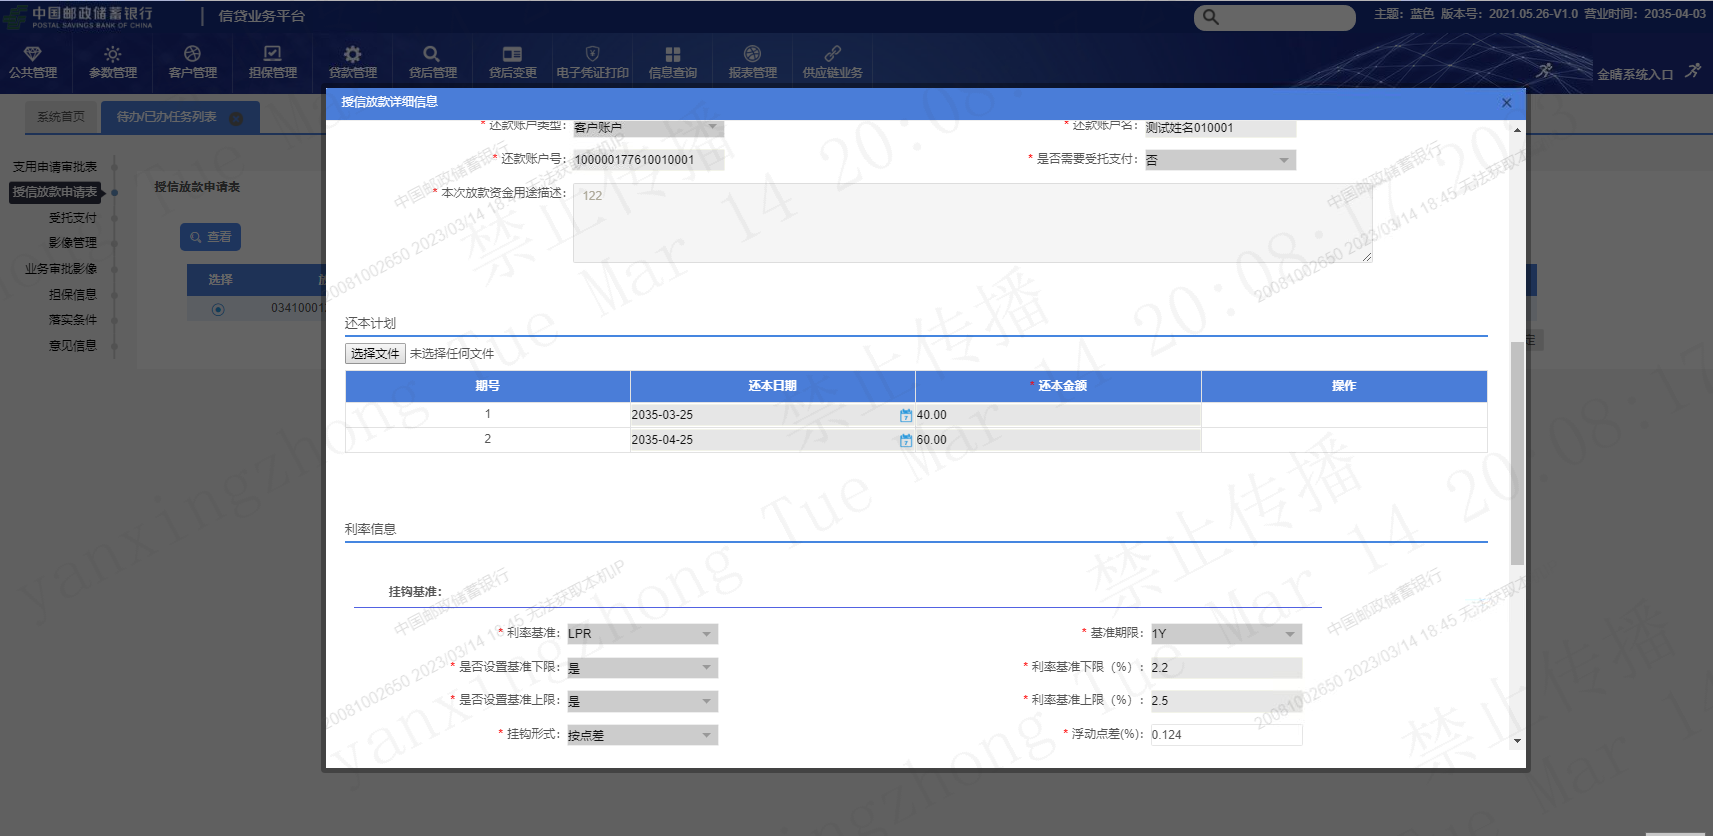 中国邮政储蓄银行
POSTAL SAVINGS BANK OF CHINA
信贷业务平台
主题：蓝色 版本号：2021.05.26-V1.0 营业时间：2035-04-03
公共管理 参数管理 客户管理 担保管理 贷款管理 贷后管理 贷后变更 电子凭证打印 信息查询 报表管理 供应链业务
金睛系统入口
系统首页 待办/已办任务列表
支用申请审批表
授信放款申请表
受托支付
影像管理
业务审批影像
担保信息
落实条件
意见信息
授信放款申请表
查看
选择
03410001
授信放款详细信息
* 还款账户类型： 客户账户 * 还款账户名： 测试姓名010001
* 还款账户号： 100000177610010001 * 是否需要受托支付： 否
* 本次放款资金用途描述： 122
还本计划
选择文件 未选择任何文件
期号 还本日期 * 还本金额 操作
1 2035-03-25 40.00
2 2035-04-25 60.00
利率信息
挂钩基准：
* 利率基准： LPR * 基准期限： 1Y
* 是否设置基准下限： 是 * 利率基准下限（%）： 2.2
* 是否设置基准上限： 是 * 利率基准上限（%）： 2.5
* 挂钩形式： 按点差 * 浮动点差(%)： 0.124
中国邮政储蓄银行
20081002650 2023/03/14 18:45 无法获取本机IP
禁止传播
yanxingzhong Tue Mar 14 20:08:17